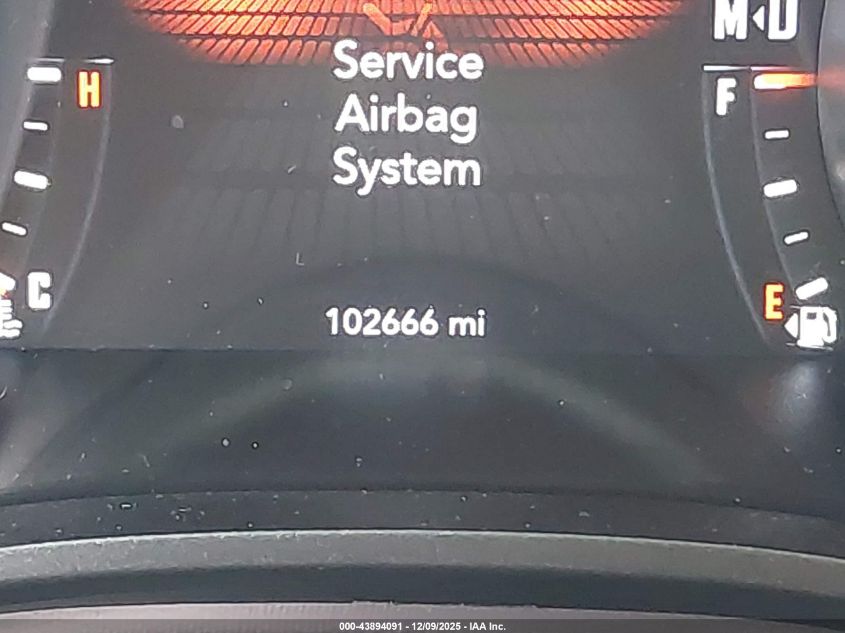 M D
H
F
Service
Airbag
System
C
E
102666 mi
000-43894091 - 12/09/2025 - IAA Inc.